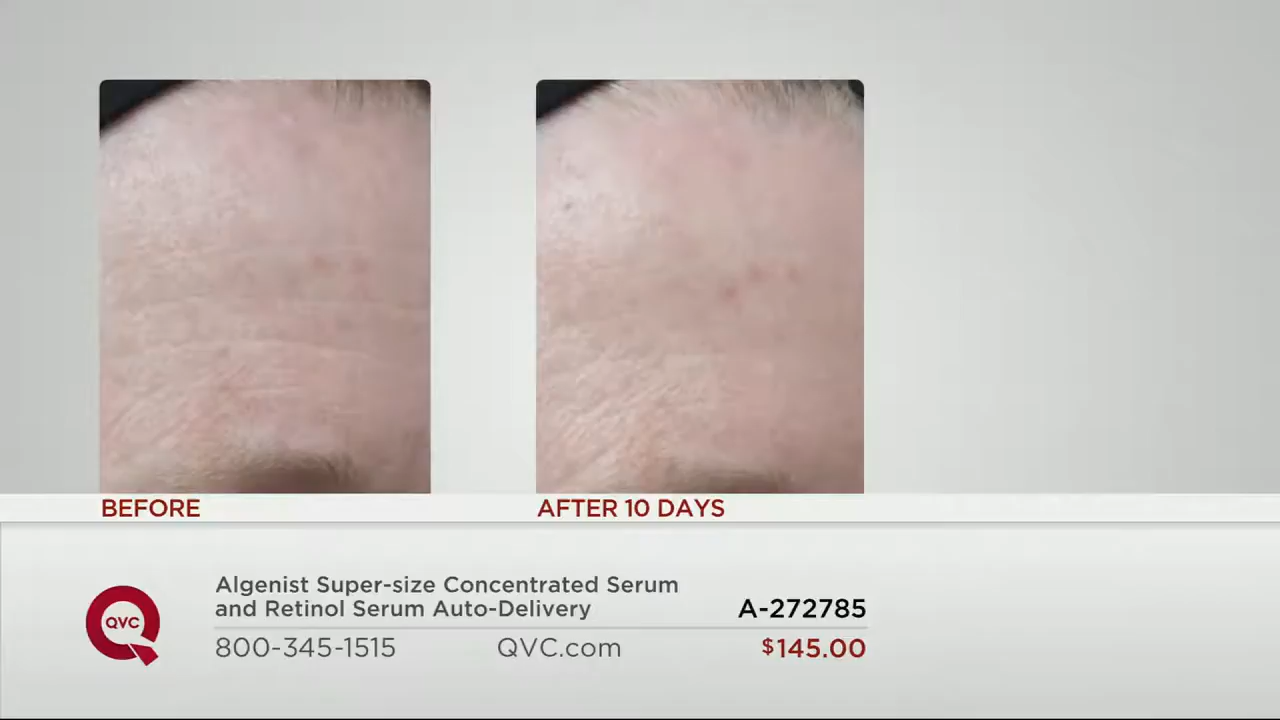 BEFORE
AFTER 10 DAYS
QVC
Algenist Super-size Concentrated Serum
and Retinol Serum Auto-Delivery
A-272785
800-345-1515
QVC.com
$145.00